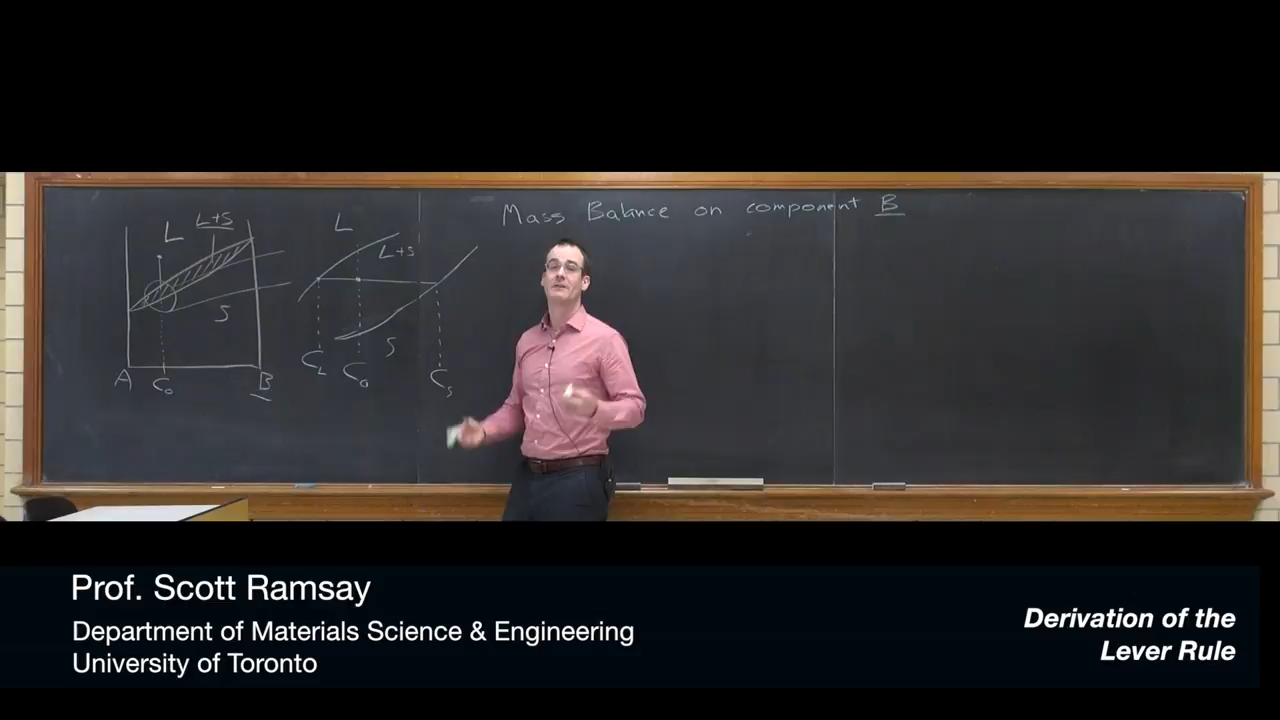 Mass Balance on component B
L+S
L
S
A
C₀
B
L
L+S
S
C_L
C₀
C_s
Prof. Scott Ramsay
Department of Materials Science & Engineering
University of Toronto
Derivation of the
Lever Rule